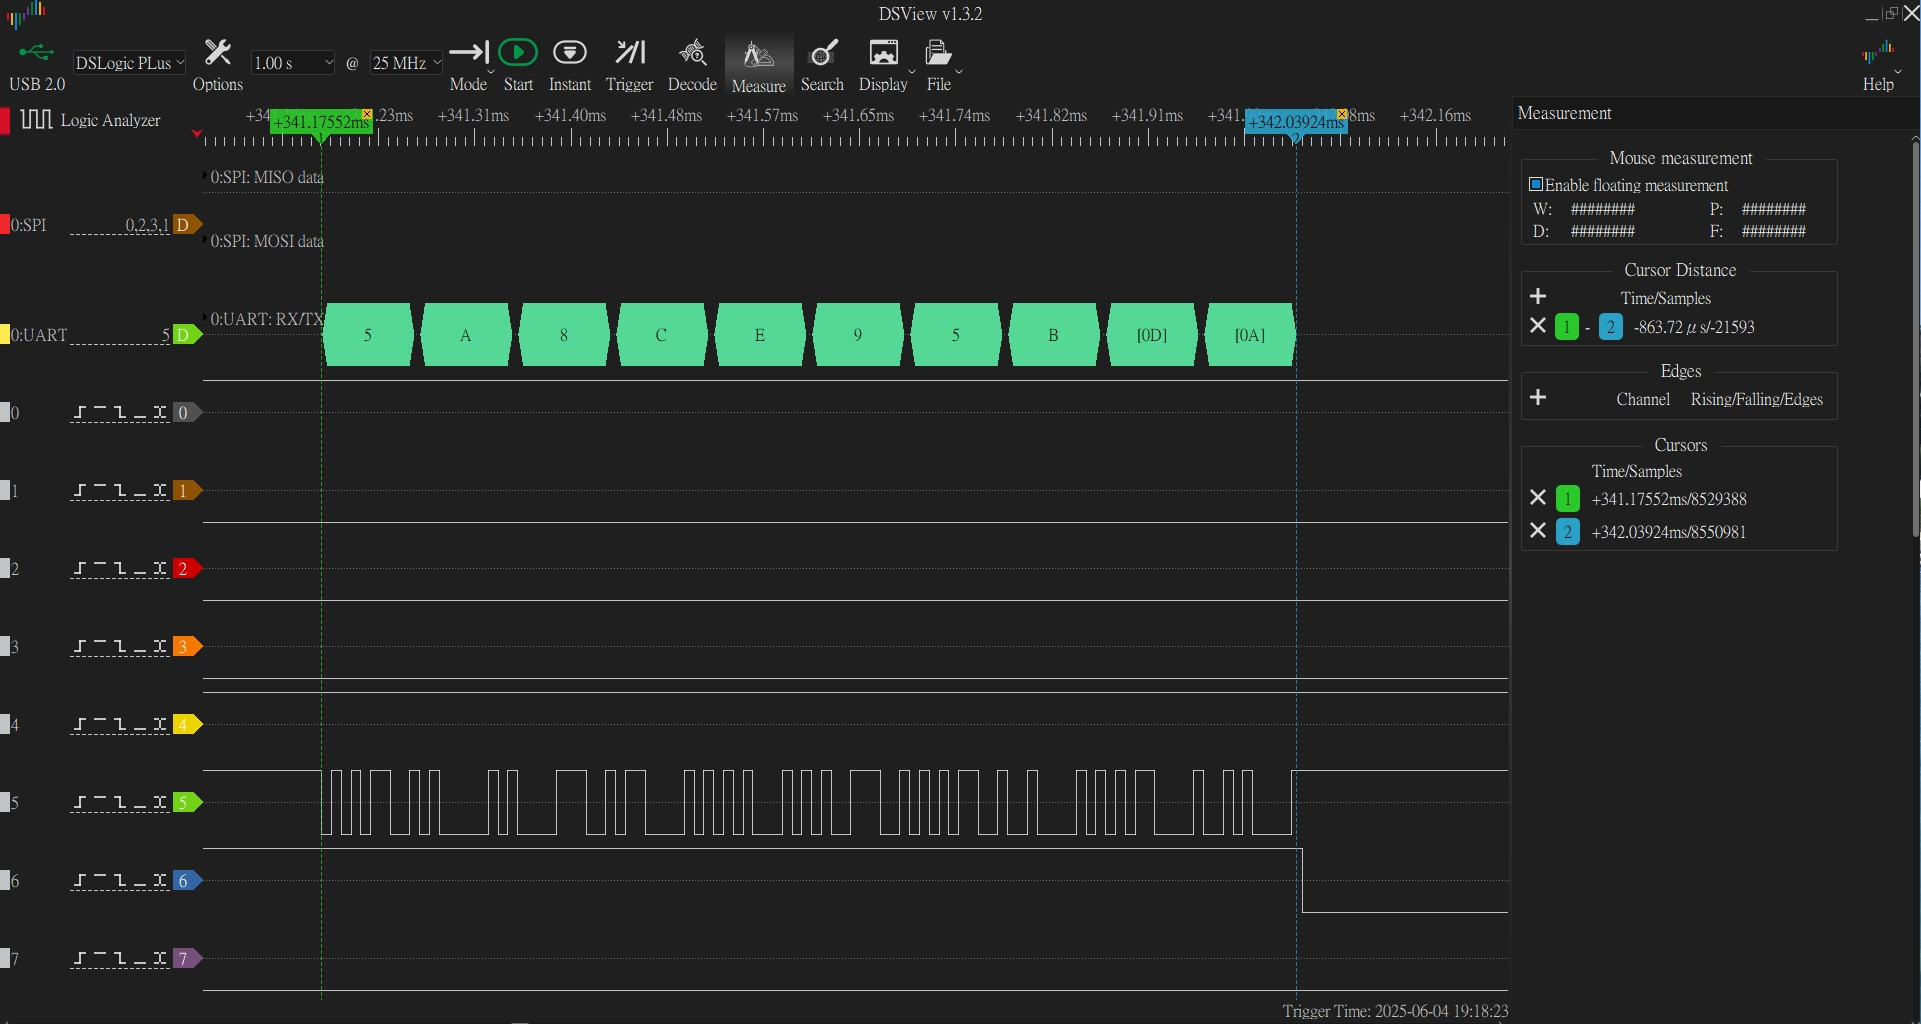 DSView v1.3.2
USB 2.0
DSLogic PLus
Options
1.00 s
@
25 MHz
Mode
Start
Instant
Trigger
Decode
Measure
Search
Display
File
Help
Logic Analyzer
+341.17552ms
+341.31ms
+341.40ms
+341.48ms
+341.57ms
+341.65ms
+341.74ms
+341.82ms
+341.91ms
+342.03924ms
+342.16ms
1
2
0:SPI: MISO data
0:SPI
0,2,3,1
D
0:SPI: MOSI data
0:UART: RX/TX
0:UART
5
D
5
A
8
C
E
9
5
B
[0D]
[0A]
0
0
1
1
2
2
3
3
4
4
5
5
6
6
7
7
Trigger Time: 2025-06-04 19:18:23
Measurement
Mouse measurement
Enable floating measurement
W: ######## P: ########
D: ######## F: ########
Cursor Distance
Time/Samples
1 - 2 -863.72μs/-21593
Edges
Channel Rising/Falling/Edges
Cursors
Time/Samples
1 +341.17552ms/8529388
2 +342.03924ms/8550981